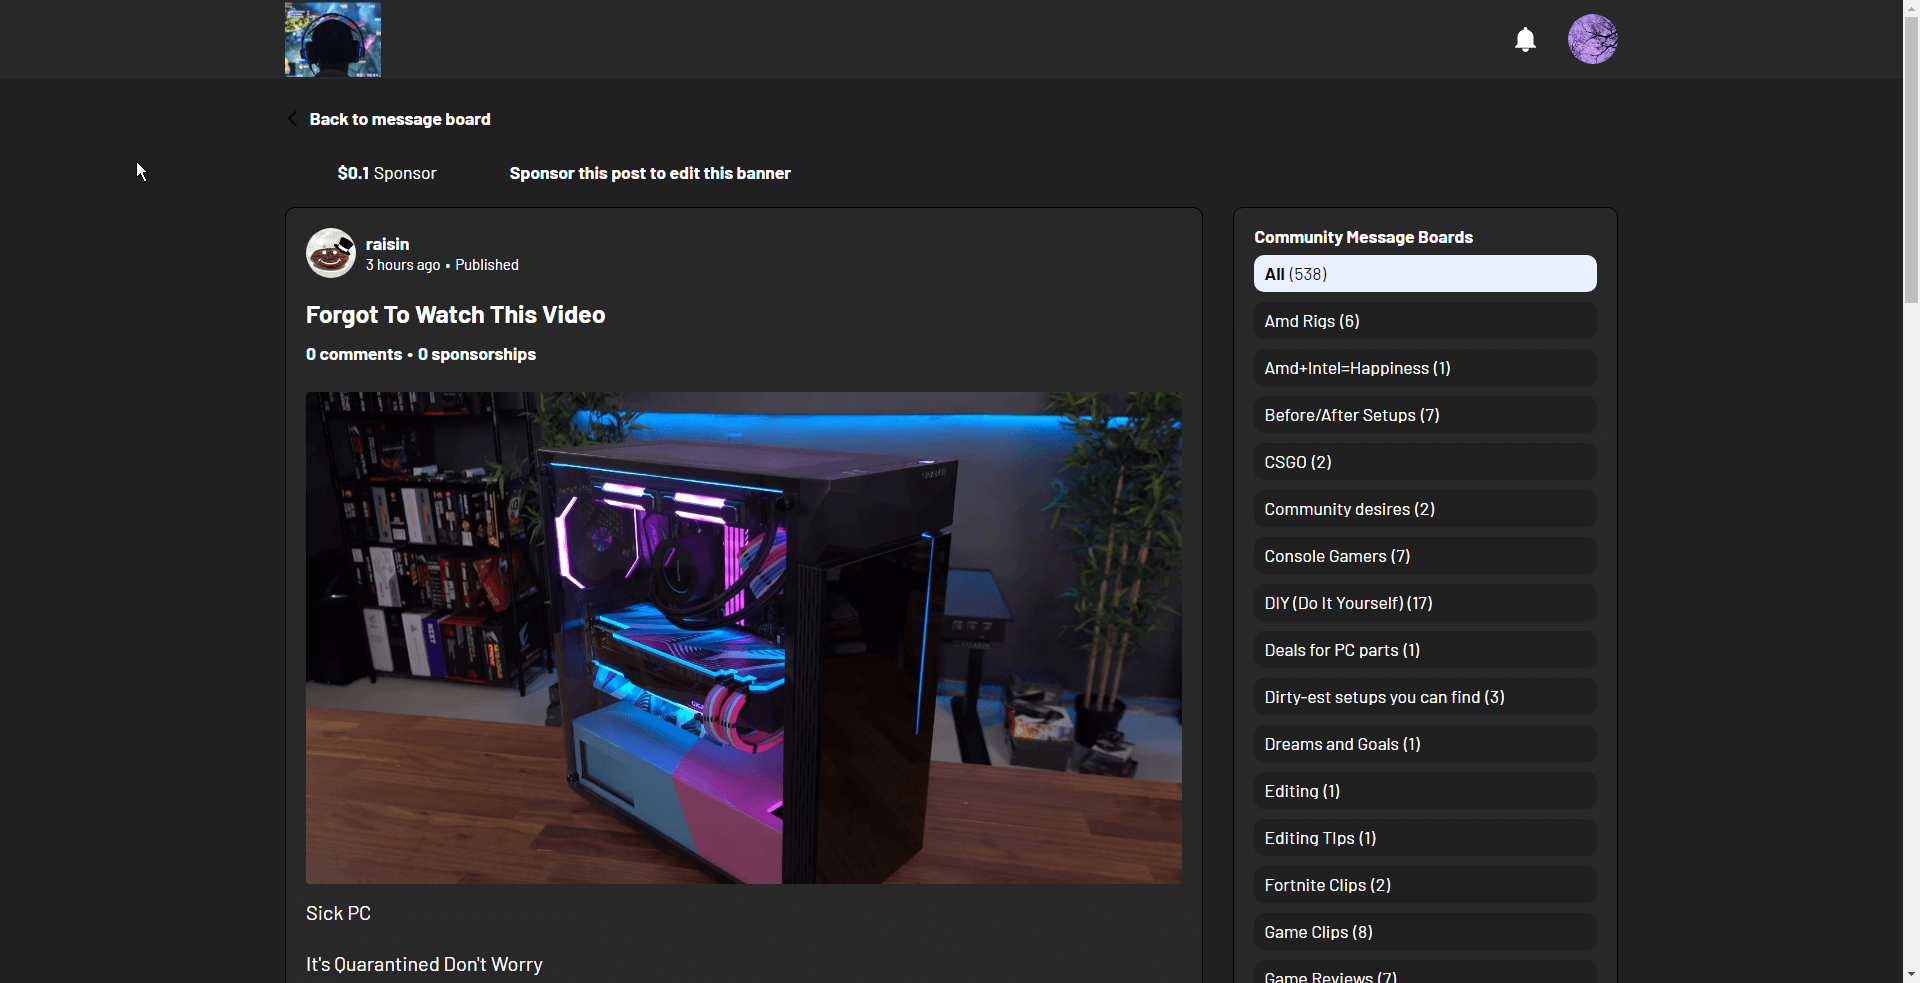 Back to message board
$0.1 Sponsor
Sponsor this post to edit this banner
raisin
3 hours ago • Published
Forgot To Watch This Video
0 comments • 0 sponsorships
Sick PC
It's Quarantined Don't Worry
Community Message Boards
All (538)
Amd Rigs (6)
Amd+Intel=Happiness (1)
Before/After Setups (7)
CSGO (2)
Community desires (2)
Console Gamers (7)
DIY (Do It Yourself) (17)
Deals for PC parts (1)
Dirty-est setups you can find (3)
Dreams and Goals (1)
Editing (1)
Editing TIps (1)
Fortnite Clips (2)
Game Clips (8)
Game Reviews (7)